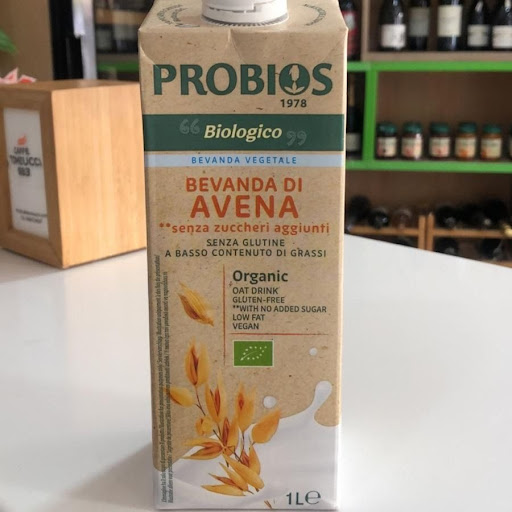 PROBIOS
1978
“ Biologico ”
BEVANDA VEGETALE
BEVANDA DI
AVENA
**senza zuccheri aggiunti
SENZA GLUTINE
A BASSO CONTENUTO DI GRASSI
Organic
OAT DRINK
GLUTEN-FREE
**WITH NO ADDED SUGAR
LOW FAT
VEGAN
1L℮
CAFFÈ